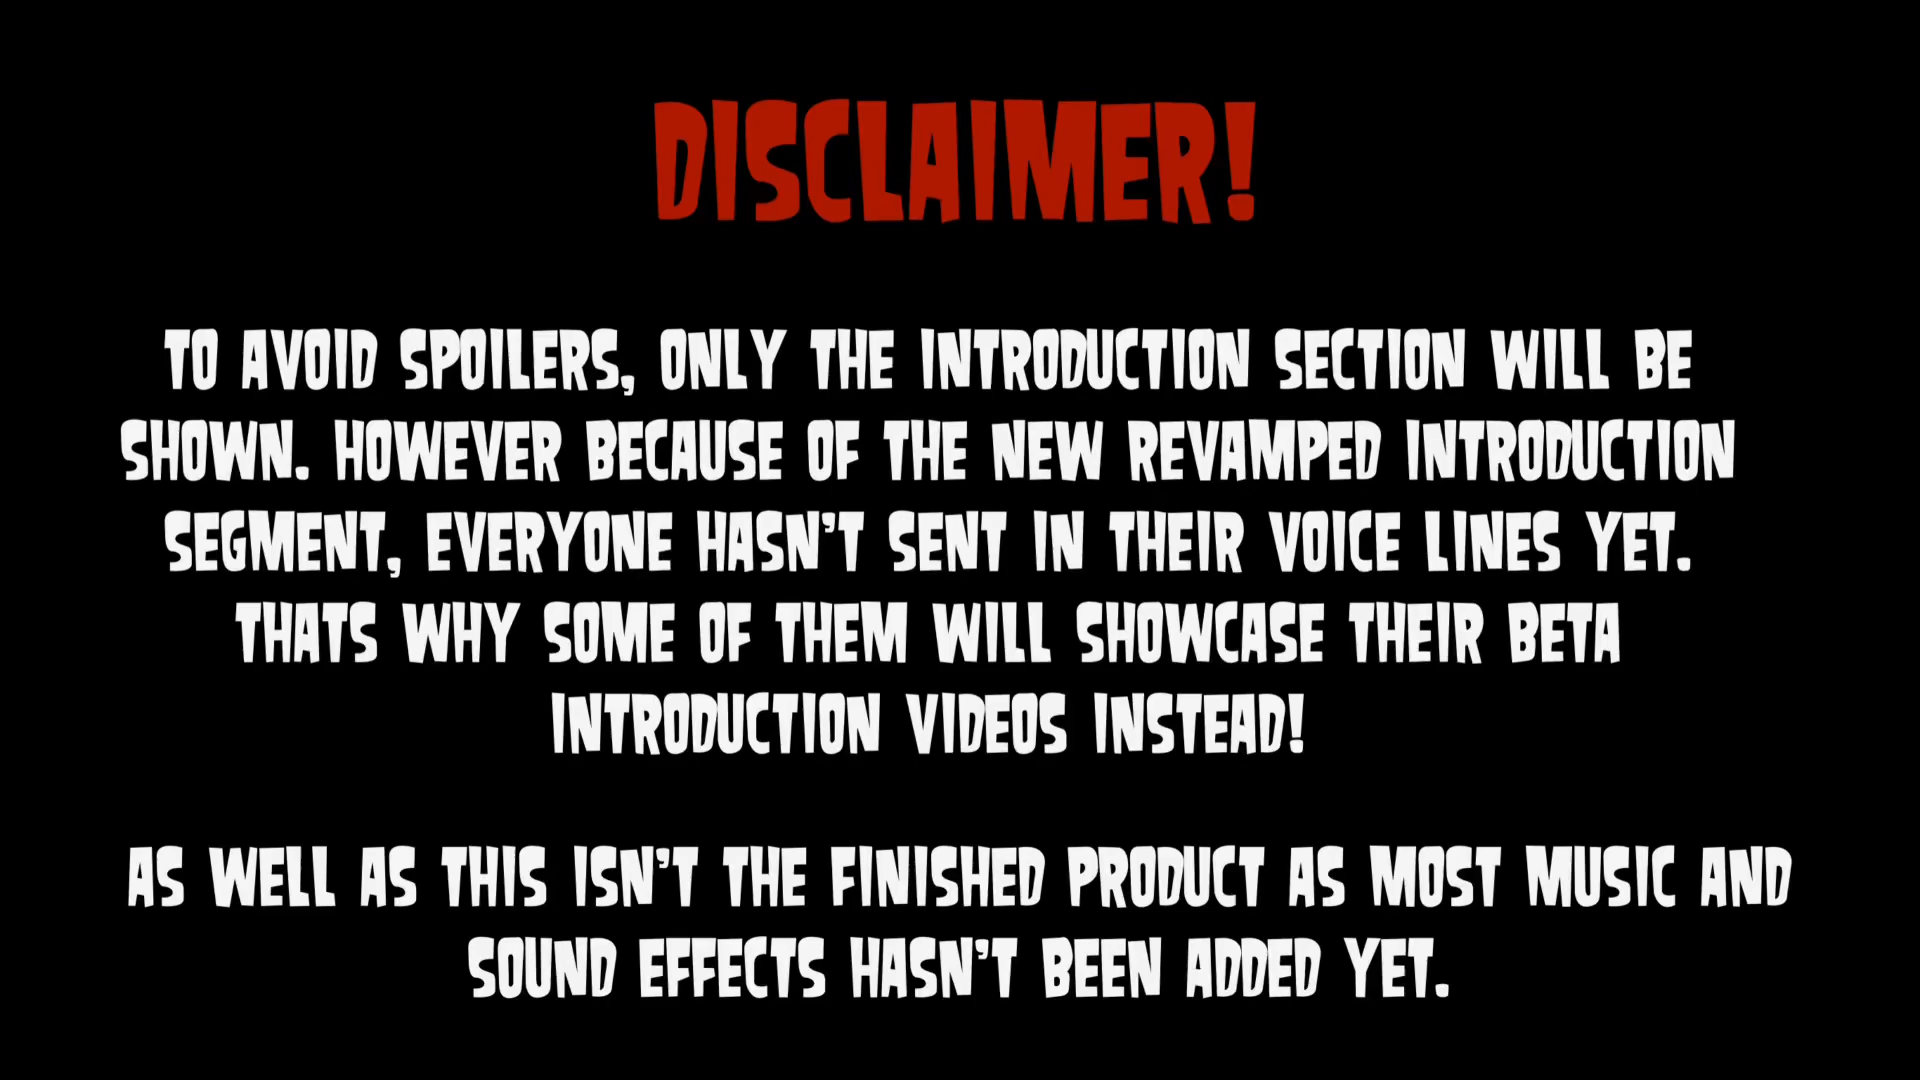 DISCLAIMER!
TO AVOID SPOILERS, ONLY THE INTRODUCTION SECTION WILL BE
SHOWN. HOWEVER BECAUSE OF THE NEW REVAMPED INTRODUCTION
SEGMENT, EVERYONE HASN'T SENT IN THEIR VOICE LINES YET.
THATS WHY SOME OF THEM WILL SHOWCASE THEIR BETA
INTRODUCTION VIDEOS INSTEAD!
AS WELL AS THIS ISN'T THE FINISHED PRODUCT AS MOST MUSIC AND
SOUND EFFECTS HASN'T BEEN ADDED YET.